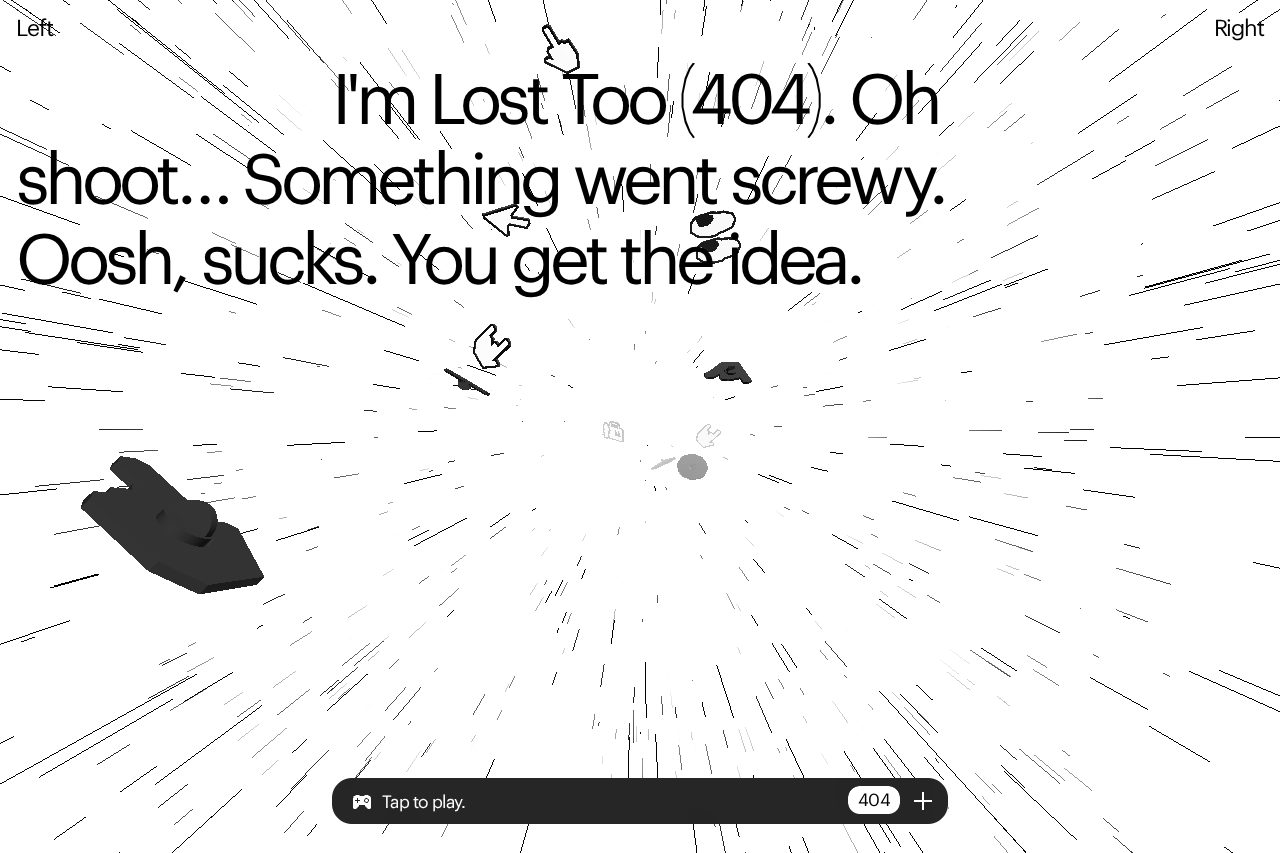 Left
Right
I'm Lost Too (404). Oh
shoot... Something went screwy.
Oosh, sucks. You get the idea.
Tap to play.
404